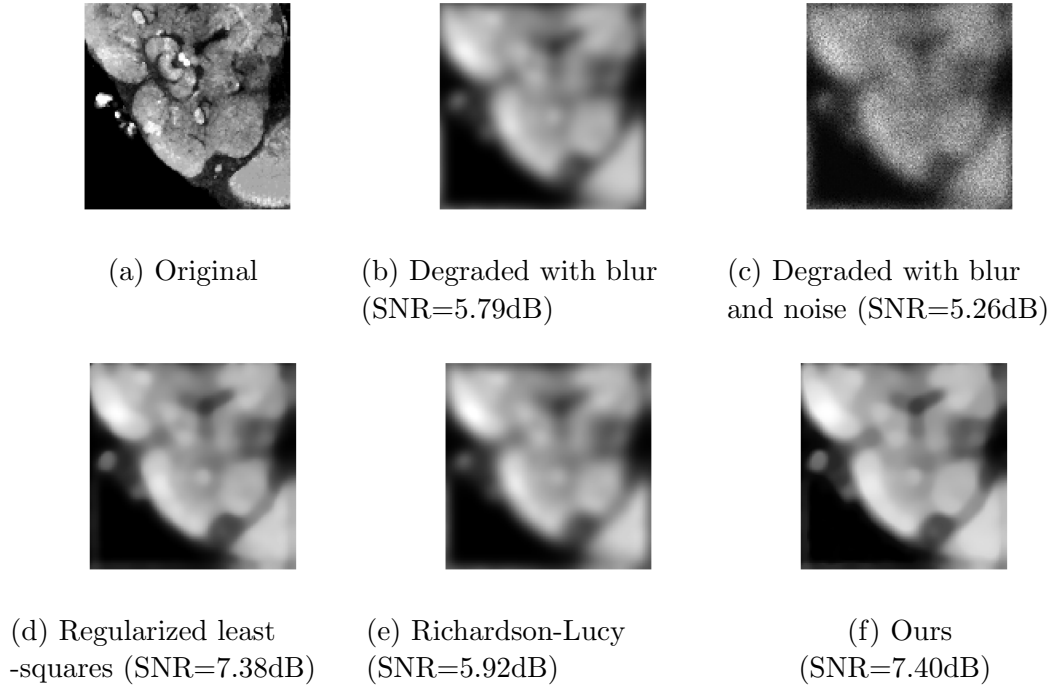 (a) Original
(b) Degraded with blur
(SNR=5.79dB)
(c) Degraded with blur
and noise (SNR=5.26dB)
(d) Regularized least
-squares (SNR=7.38dB)
(e) Richardson-Lucy
(SNR=5.92dB)
(f) Ours
(SNR=7.40dB)